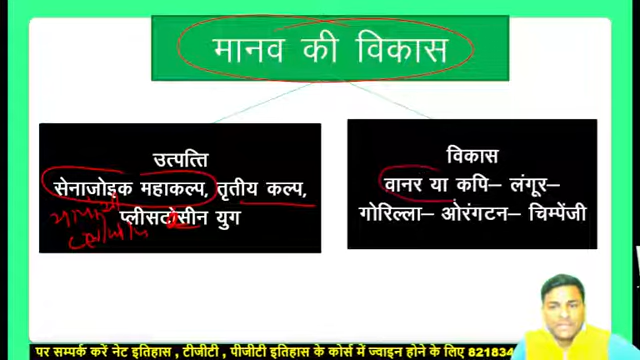 मानव की विकास
उत्पत्ति
सेनाजोइक महाकल्प, तृतीय कल्प,
प्लीसटोसीन युग
विकास
वानर या कपि– लंगूर–
गोरिल्ला– ओरंगटन– चिम्पेंजी
पर सम्पर्क करें नेट इतिहास , टीजीटी , पीजीटी इतिहास के कोर्स में ज्वाइन होने के लिए 821834